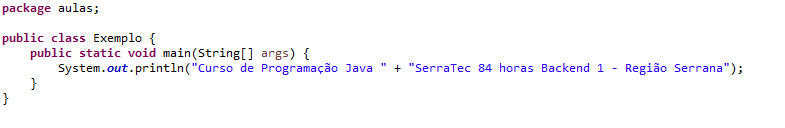 package aulas;
public class Exemplo {
public static void main(String[] args) {
System.out.println("Curso de Programação Java " + "SerraTec 84 horas Backend 1 - Região Serrana");
}
}